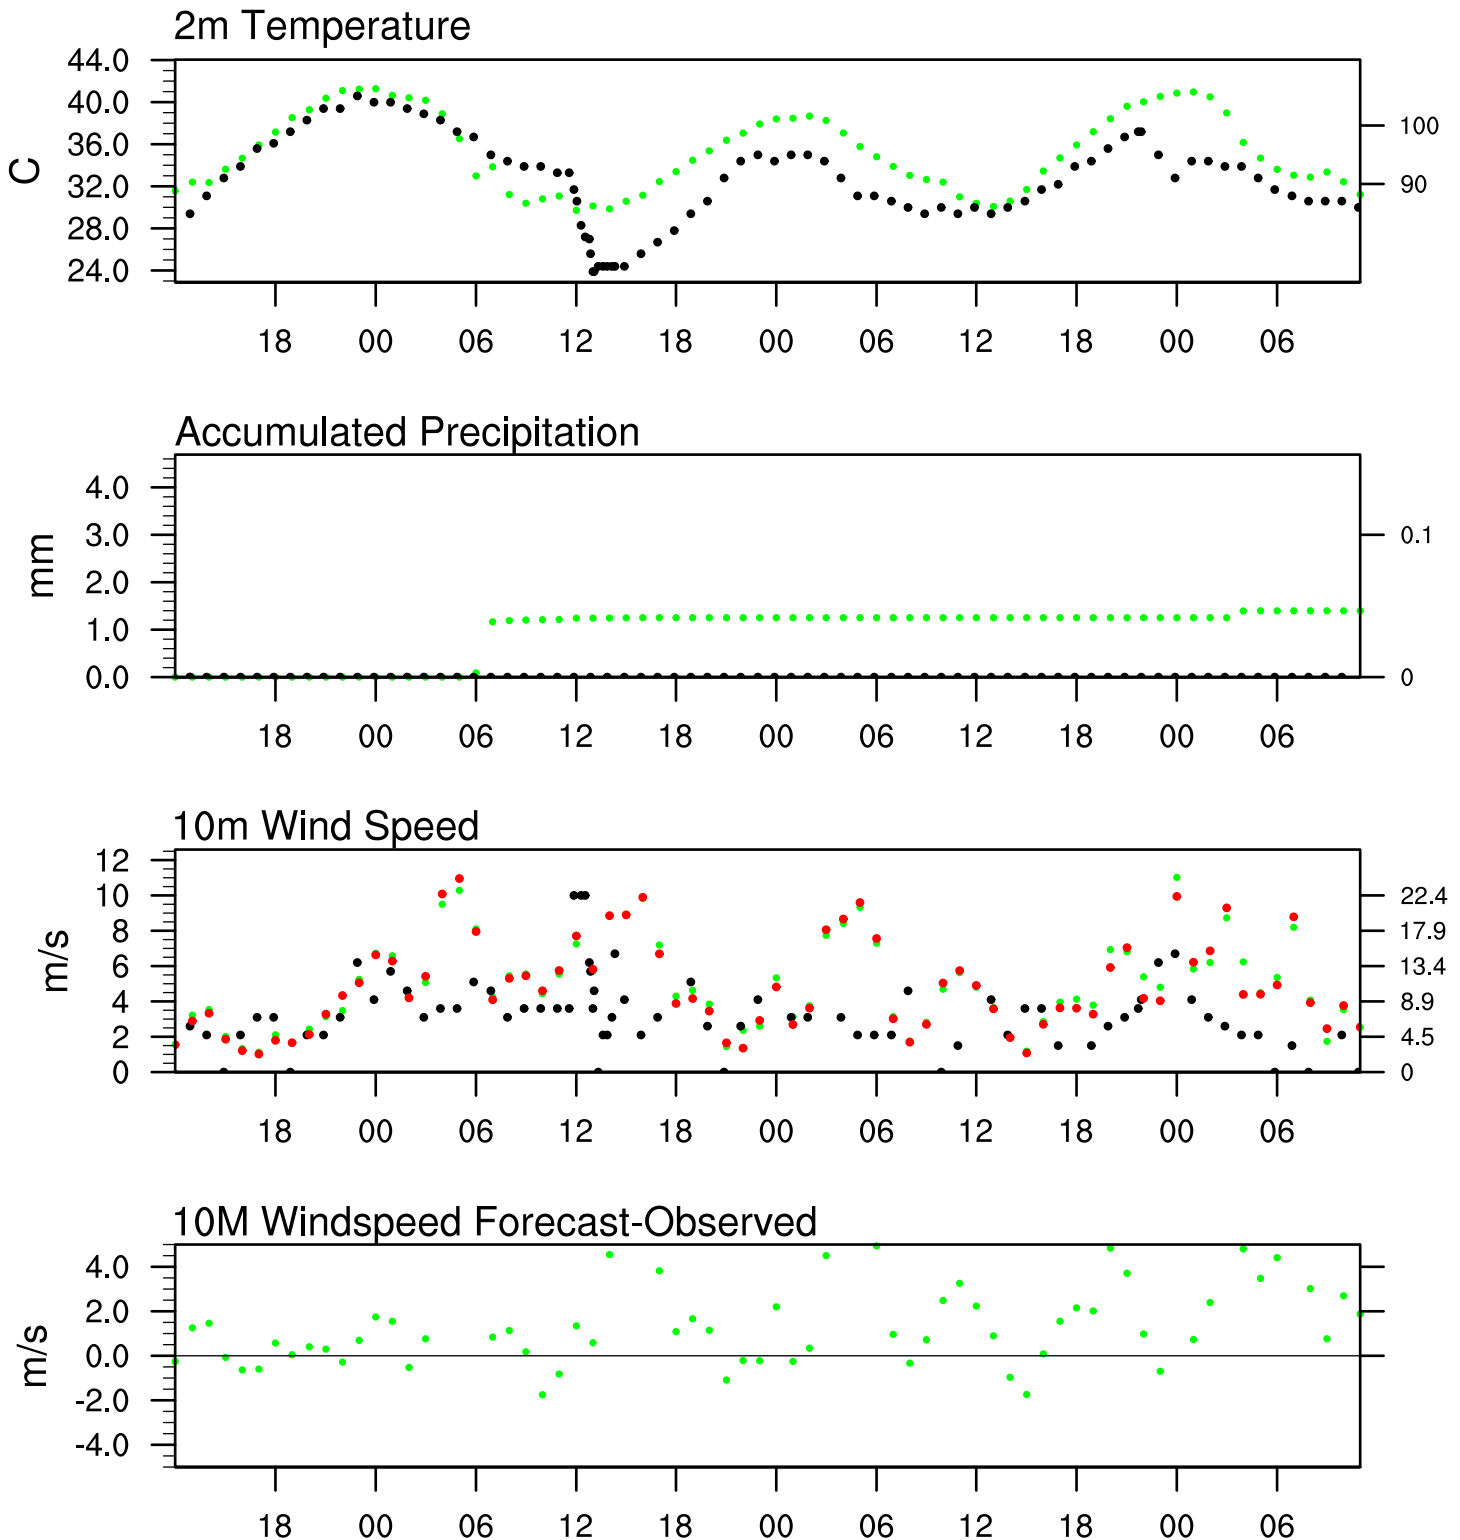 2m Temperature
44.0
40.0
36.0
32.0
28.0
24.0
C
100
90
18 00 06 12 18 00 06 12 18 00 06
Accumulated Precipitation
4.0
3.0
2.0
1.0
0.0
mm
0.1
0
18 00 06 12 18 00 06 12 18 00 06
10m Wind Speed
12
10
8
6
4
2
0
m/s
22.4
17.9
13.4
8.9
4.5
0
18 00 06 12 18 00 06 12 18 00 06
10M Windspeed Forecast-Observed
4.0
2.0
0.0
-2.0
-4.0
m/s
18 00 06 12 18 00 06 12 18 00 06